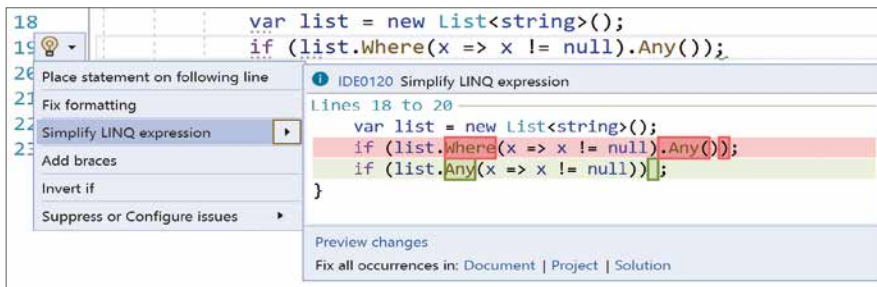 18 var list = new List<string>();
19 if (list.Where(x => x != null).Any());
20
21
22
23
Place statement on following line
Fix formatting
Simplify LINQ expression
Add braces
Invert if
Suppress or Configure issues
IDE0120 Simplify LINQ expression
Lines 18 to 20
var list = new List<string>();
if (list.Where(x => x != null).Any());
if (list.Any(x => x != null)) ;
}
Preview changes
Fix all occurrences in: Document | Project | Solution